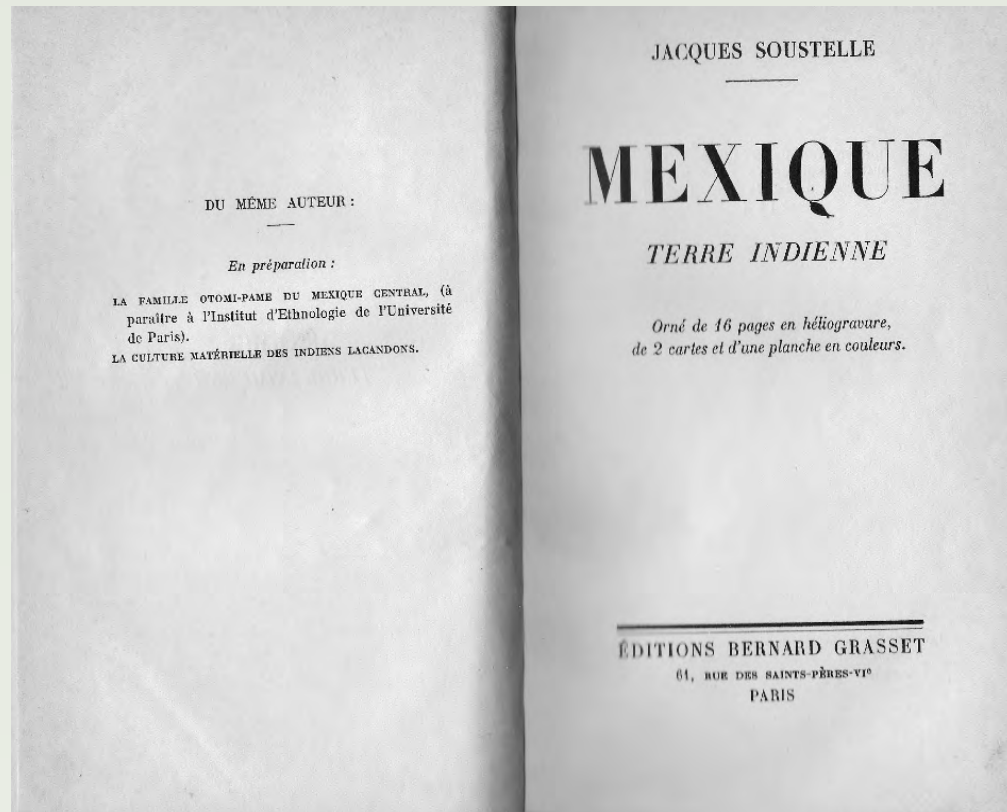 DU MÊME AUTEUR :
En préparation :
LA FAMILLE OTOMI-PAME DU MEXIQUE CENTRAL, (à
paraître à l'Institut d'Ethnologie de l'Université
de Paris).
LA CULTURE MATÉRIELLE DES INDIENS LACANDONS.
JACQUES SOUSTELLE
MEXIQUE
TERRE INDIENNE
Orné de 16 pages en héliogravure,
de 2 cartes et d'une planche en couleurs.
ÉDITIONS BERNARD GRASSET
61, RUE DES SAINTS-PÈRES-VIe
PARIS